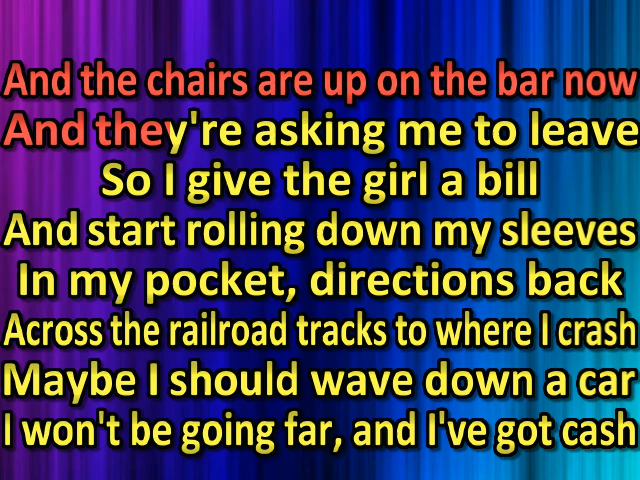 And the chairs are up on the bar now
And they're asking me to leave
So I give the girl a bill
And start rolling down my sleeves
In my pocket, directions back
Across the railroad tracks to where I crash
Maybe I should wave down a car
I won't be going far, and I've got cash